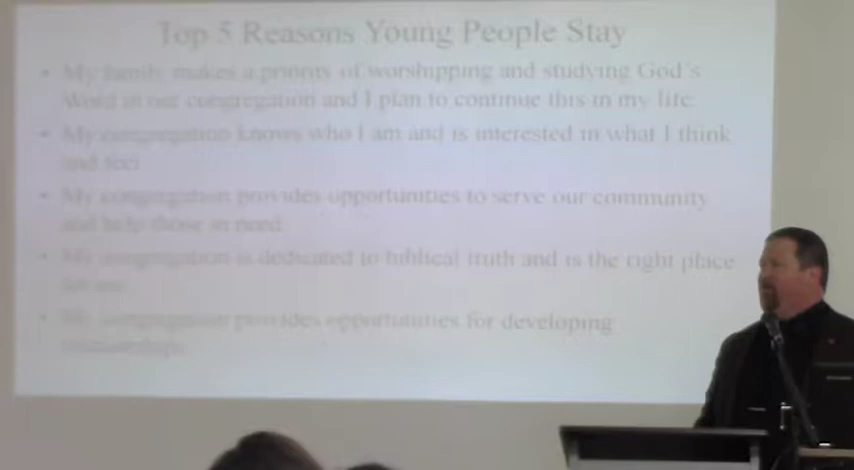 Top 5 Reasons Young People Stay
• My family makes a priority of worshipping and studying God's
Word in our congregation and I plan to continue this in my life
• My congregation knows who I am and is interested in what I think
and feel
• My congregation provides opportunities to serve our community
and help those in need
• My congregation is dedicated to biblical truth and is the right place
for me
• My congregation provides opportunities for developing
relationships